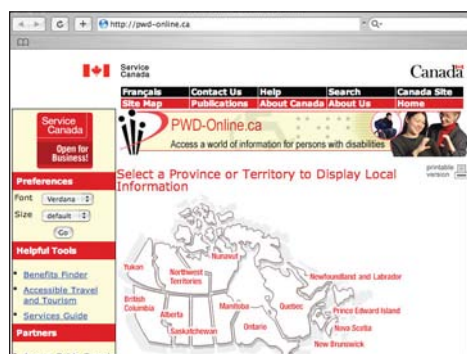 http://pwd-online.ca
Q-
Service
Canada
Canada
Français Contact Us Help Search Canada Site
Site Map Publications About Canada About Us Home
Service
Canada
Open for
Business!
PWD-Online.ca
Access a world of information for persons with disabilities
printable
version
Select a Province or Territory to Display Local
Information
Preferences
Font Verdana
Size default
Go
Helpful Tools
Benefits Finder
Accessible Travel
and Tourism
Services Guide
Partners
Yukon
Northwest
Territories
Nunavut
Newfoundland and Labrador
British
Columbia
Alberta
Saskatchewan
Manitoba
Ontario
Quebec
Prince Edward Island
Nova Scotia
New Brunswick